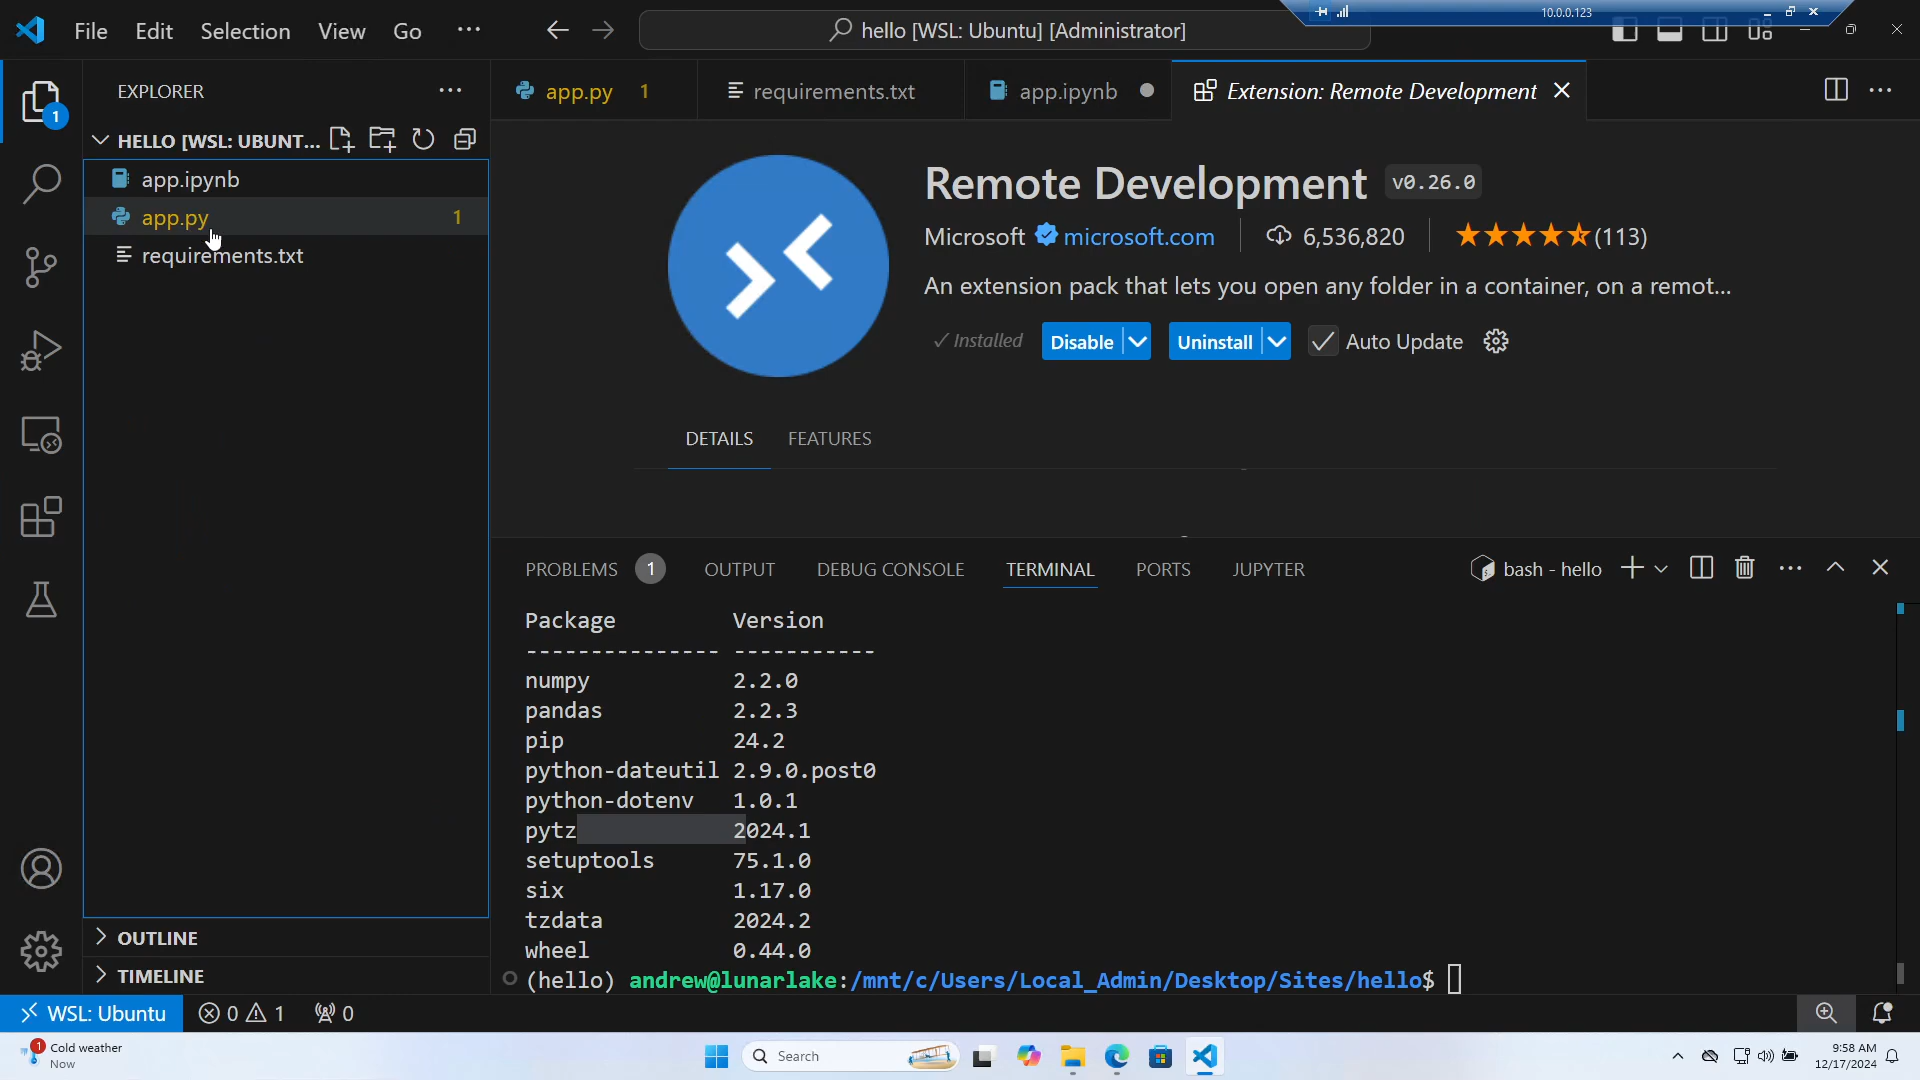 File Edit Selection View Go ··· hello [WSL: Ubuntu] [Administrator] 10.0.0.123
EXPLORER
HELLO [WSL: UBUNT...
app.ipynb
app.py 1
requirements.txt
1
OUTLINE
TIMELINE
app.py 1 requirements.txt app.ipynb Extension: Remote Development
Remote Development v0.26.0
Microsoft microsoft.com 6,536,820 (113)
An extension pack that lets you open any folder in a container, on a remot...
Installed Disable Uninstall Auto Update
DETAILS FEATURES
PROBLEMS 1 OUTPUT DEBUG CONSOLE TERMINAL PORTS JUPYTER bash - hello
Package Version
--------------- -----------
numpy 2.2.0
pandas 2.2.3
pip 24.2
python-dateutil 2.9.0.post0
python-dotenv 1.0.1
pytz 2024.1
setuptools 75.1.0
six 1.17.0
tzdata 2024.2
wheel 0.44.0
(hello) andrew@lunarlake:/mnt/c/Users/Local_Admin/Desktop/Sites/hello$
WSL: Ubuntu 0 1 0
1 Cold weather
Now
Search
9:58 AM
12/17/2024